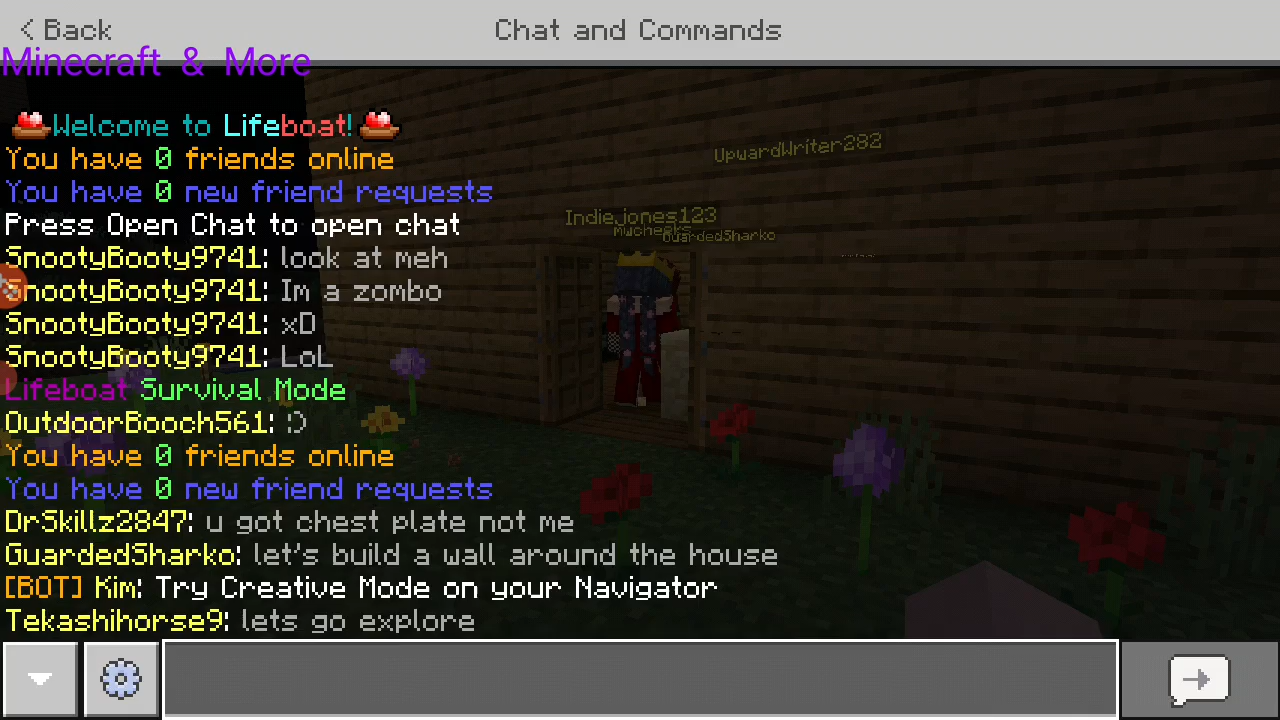 < Back
Chat and Commands
Minecraft & More
Welcome to Lifeboat!
You have 0 friends online
You have 0 new friend requests
Press Open Chat to open chat
SnootyBooty9741: look at meh
SnootyBooty9741: Im a zombo
SnootyBooty9741: xD
SnootyBooty9741: LoL
Lifeboat Survival Mode
OutdoorBooch561: :D
You have 0 friends online
You have 0 new friend requests
DrSkillz2847: u got chest plate not me
GuardedSharko: let's build a wall around the house
[BOT] Kim: Try Creative Mode on your Navigator
Tekashihorse9: lets go explore
UpwardWriter282
Indiejones123
mwcheeks
GuardedSharko